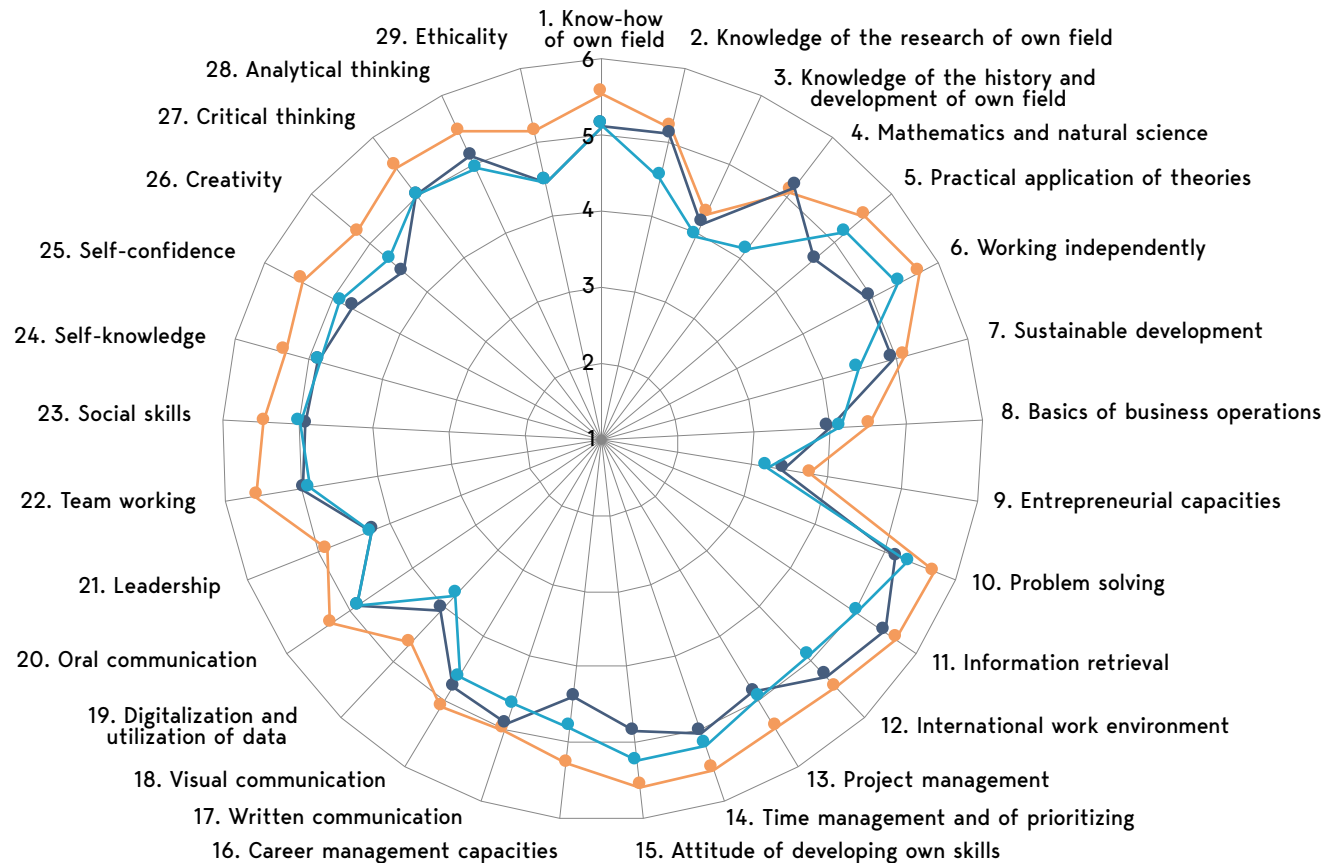 1. Know-how
of own field
2. Knowledge of the research of own field
3. Knowledge of the history and
development of own field
4. Mathematics and natural science
5. Practical application of theories
6. Working independently
7. Sustainable development
8. Basics of business operations
9. Entrepreneurial capacities
10. Problem solving
11. Information retrieval
12. International work environment
13. Project management
14. Time management and of prioritizing
15. Attitude of developing own skills
16. Career management capacities
17. Written communication
18. Visual communication
19. Digitalization and
utilization of data
20. Oral communication
21. Leadership
22. Team working
23. Social skills
24. Self-knowledge
25. Self-confidence
26. Creativity
27. Critical thinking
28. Analytical thinking
29. Ethicality
6
5
4
3
2
1